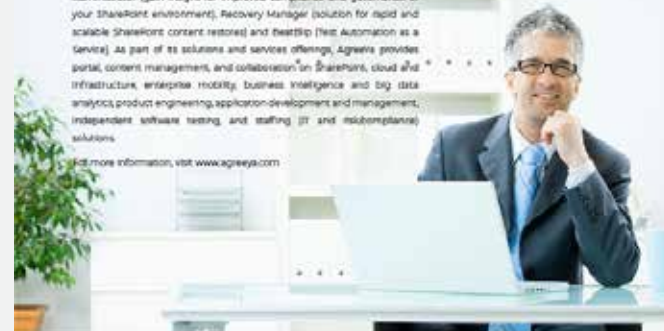 your SharePoint environment), Recovery Manager (solution for rapid and
scalable SharePoint content restores) and BeatBlip (Test Automation as a
Service). As part of its solutions and services offerings, AgreeYa provides
portal, content management, and collaboration on SharePoint, cloud and
infrastructure, enterprise mobility, business intelligence and big data
analytics, product engineering, application development and management,
independent software testing, and staffing (IT and
solutions.
For more information, visit www.agreeya.com